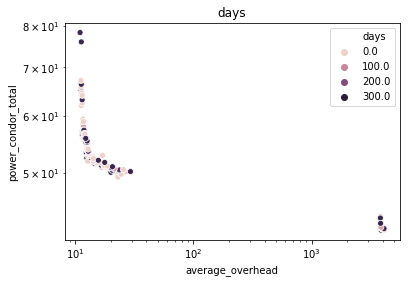 days
power_condor_total
8 × 10¹
7 × 10¹
6 × 10¹
5 × 10¹
days
0.0
100.0
200.0
300.0
10¹ 10² 10³
average_overhead